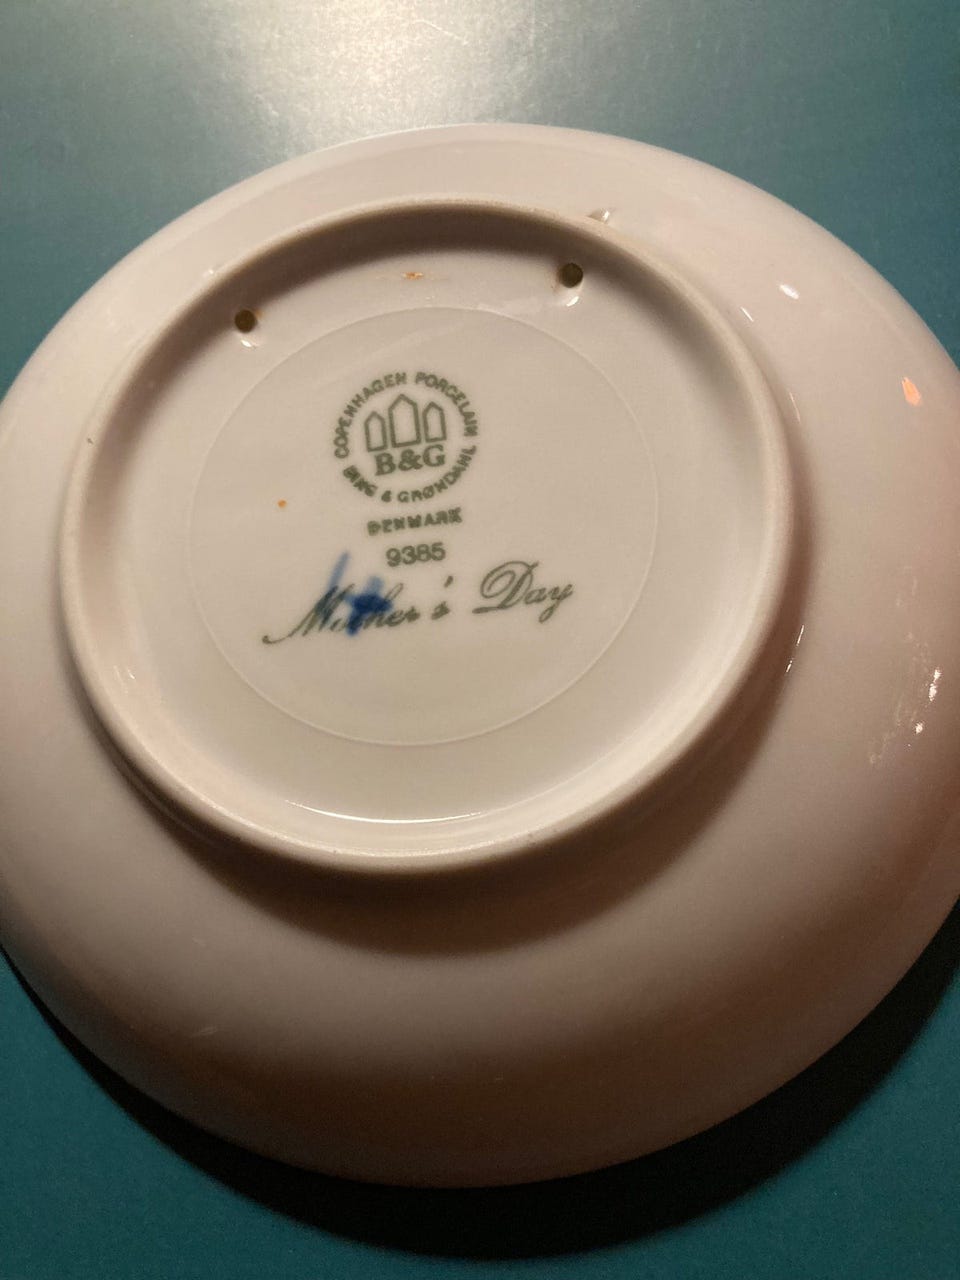 COPENHAGEN PORCELAIN
B&G
BING & GRØNDAHL
DENMARK
9385
Mother's Day